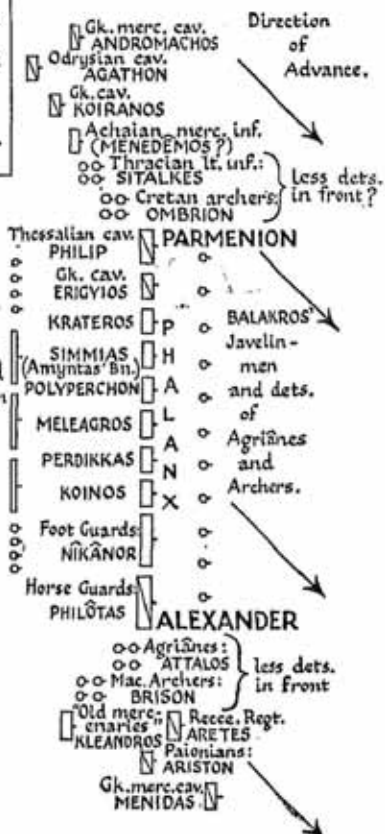 Gk. merc. cav.
ANDROMACHOS
Direction
of
Advance.
Odrysian cav.
AGATHON
Gk. cav.
KOIRANOS
Achaian merc. inf.
(MENEDÊMOS?)
Thracian lt. inf.:
SITALKES
Cretan archers:
OMBRION
less dets.
in front?
Thessalian cav.
PHILIP
PARMENION
Gk. cav.
ERIGYIOS
KRATEROS
SIMMIAS
(Amyntas' Bn.)
POLYPERCHON
MELEAGROS
PERDIKKAS
KOINOS
PHALANX
BALAKROS'
Javelin-
men
and dets.
of
Agriânes
and
Archers.
Foot Guards:
NÎKÂNOR
Horse Guards:
PHILÔTAS
ALEXANDER
Agriânes:
ATTALOS
Mac. Archers:
BRISON
less dets.
in front
"Old merc-
enaries"
KLEANDROS
Recce. Regt.
ARETES
Paionians:
ARISTON
Gk. merc. cav.
MENIDAS